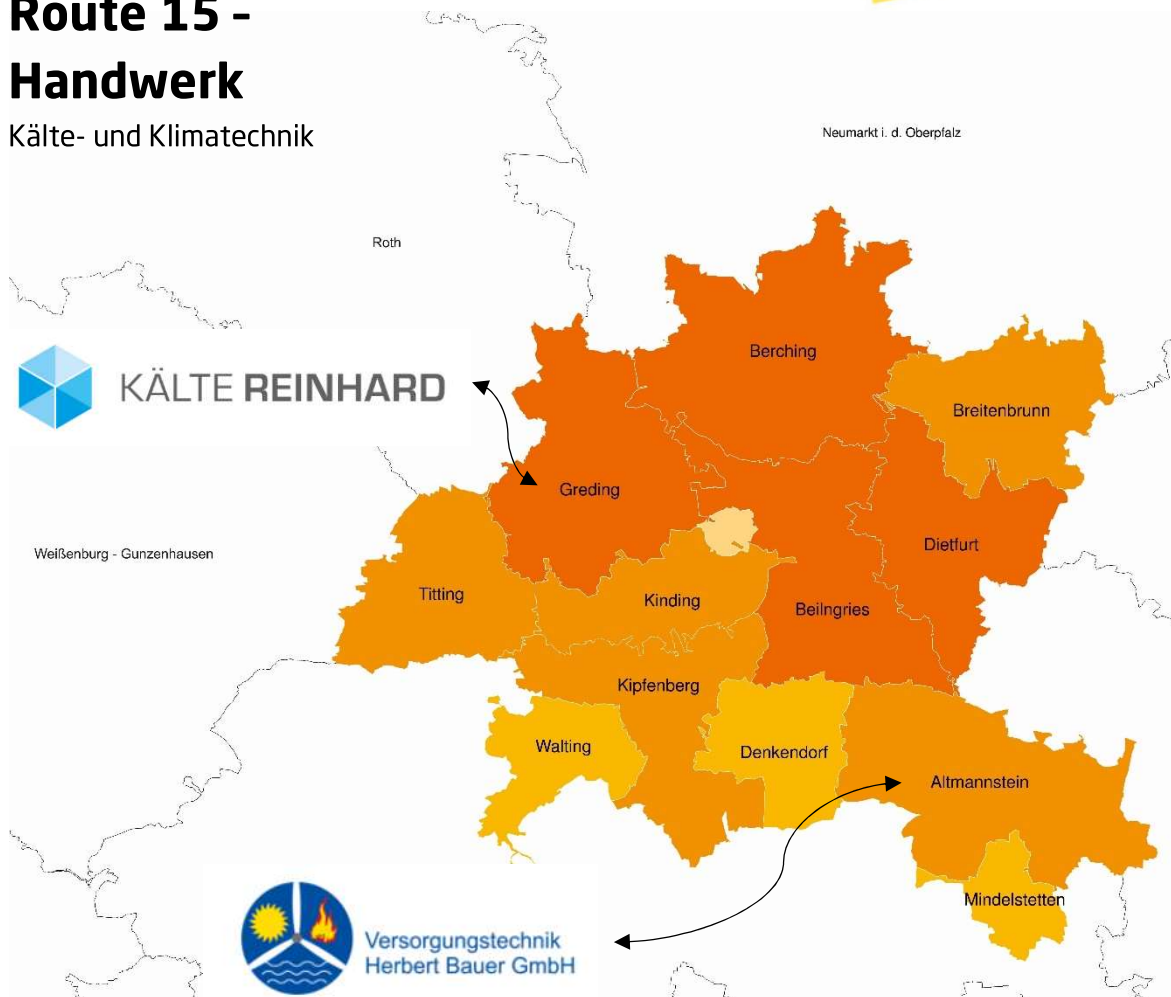 Route 15 –
Handwerk
Kälte- und Klimatechnik
Neumarkt i. d. Oberpfalz
Roth
Berching
KÄLTE REINHARD
Breitenbrunn
Greding
Dietfurt
Weißenburg - Gunzenhausen
Titting
Kinding
Beilngries
Kipfenberg
Walting
Denkendorf
Altmannstein
Mindelstetten
Versorgungstechnik
Herbert Bauer GmbH